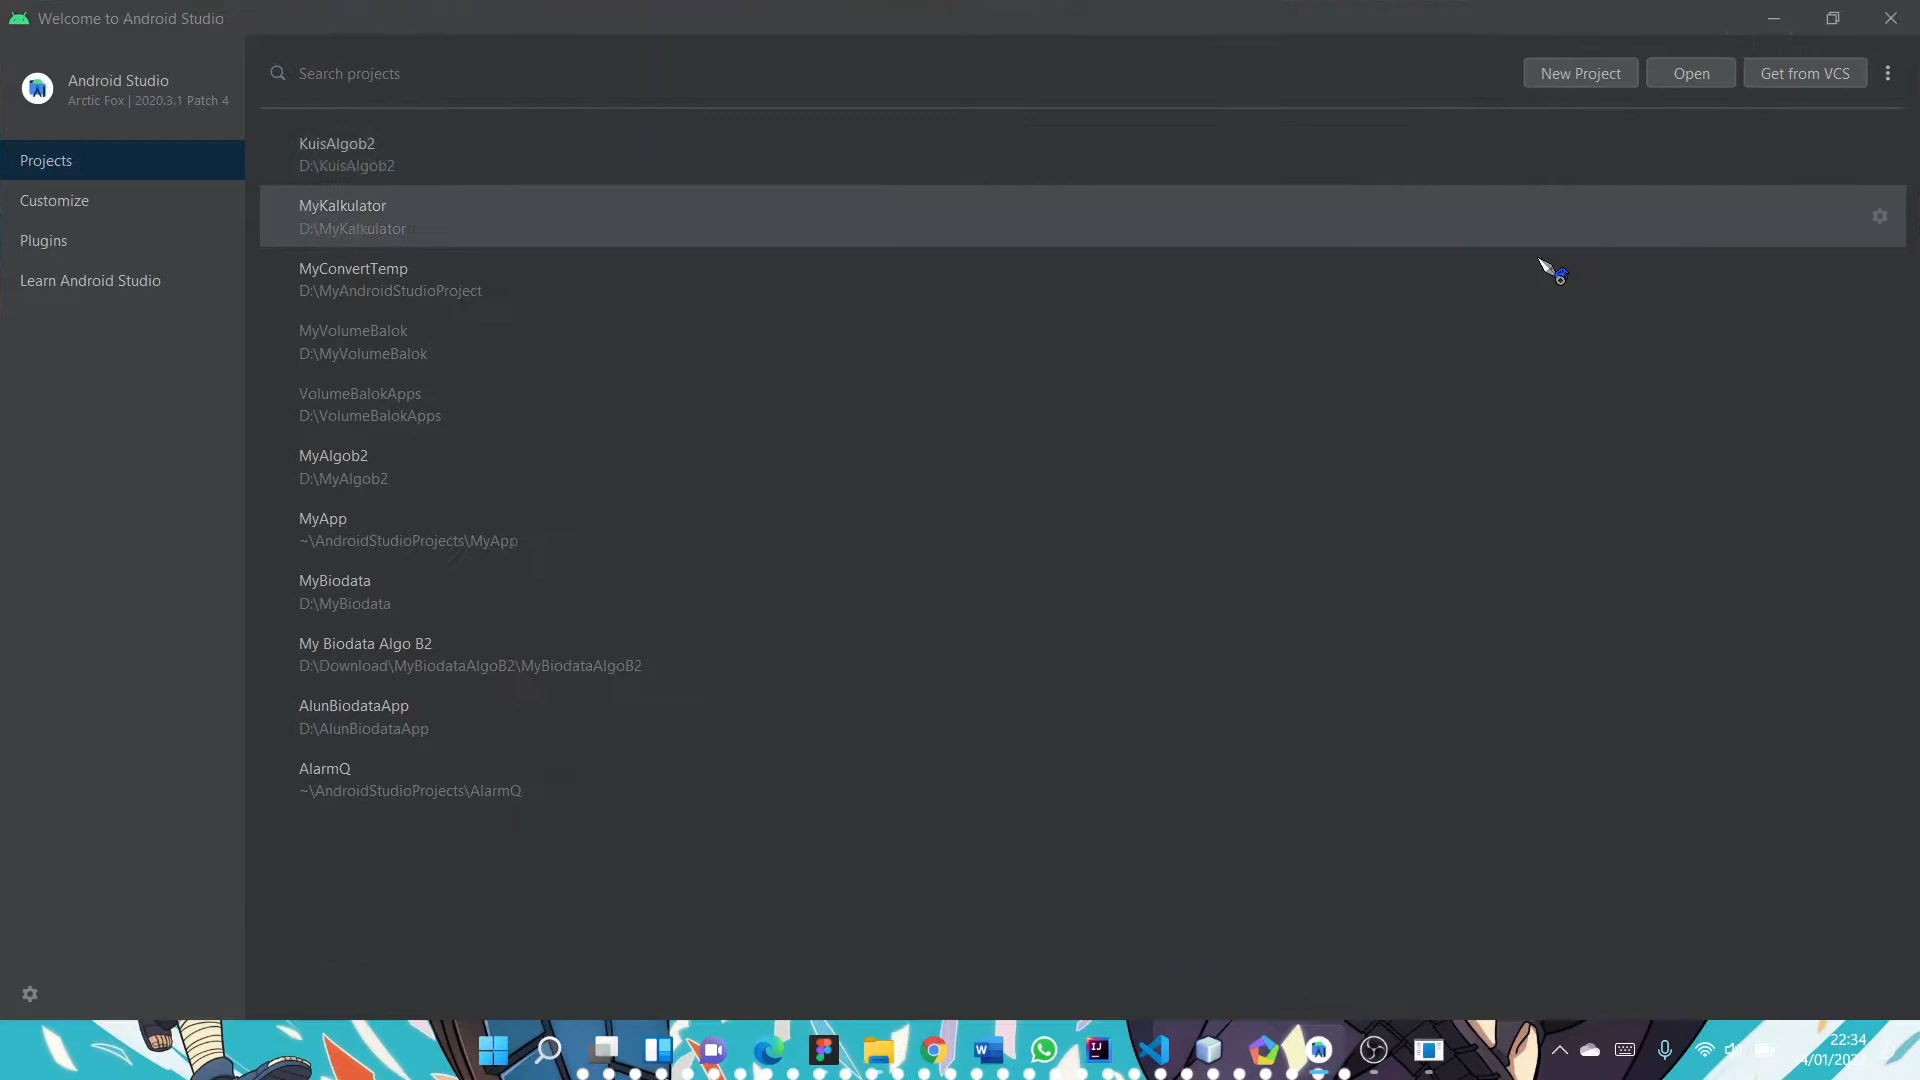 Welcome to Android Studio
Android Studio
Arctic Fox | 2020.3.1 Patch 4
Projects
Customize
Plugins
Learn Android Studio
Search projects
New Project
Open
Get from VCS
KuisAlgob2
D:\KuisAlgob2
MyKalkulator
D:\MyKalkulator
MyConvertTemp
D:\MyAndroidStudioProject
MyVolumeBalok
D:\MyVolumeBalok
VolumeBalokApps
D:\VolumeBalokApps
MyAlgob2
D:\MyAlgob2
MyApp
~\AndroidStudioProjects\MyApp
MyBiodata
D:\MyBiodata
My Biodata Algo B2
D:\Download\MyBiodataAlgoB2\MyBiodataAlgoB2
AlunBiodataApp
D:\AlunBiodataApp
AlarmQ
~\AndroidStudioProjects\AlarmQ
22:34